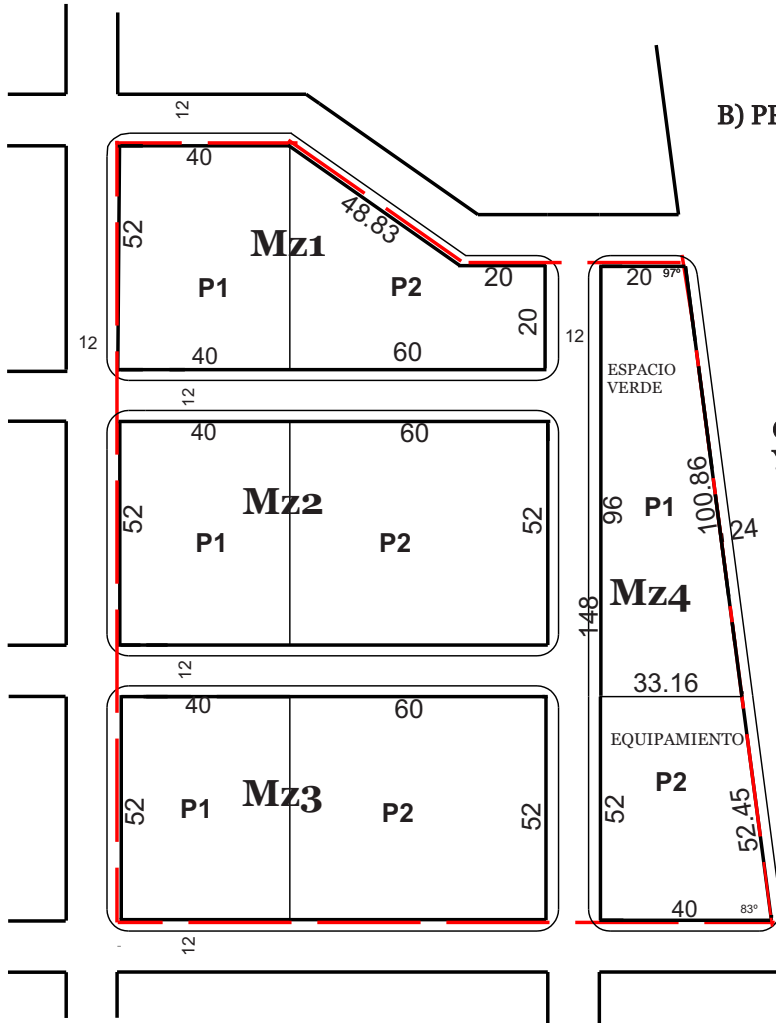 12
B) PR
40
48.83
52
Mz1
20
20 97°
P1
P2
20
12
12
40
60
ESPACIO
VERDE
12
40
60
Mz2
100.86
52
52
96
P1
24
P1
P2
Mz4
148
12
33.16
40
60
EQUIPAMIENTO
Mz3
P2
52
P1
P2
52
52
52.45
40
83°
12